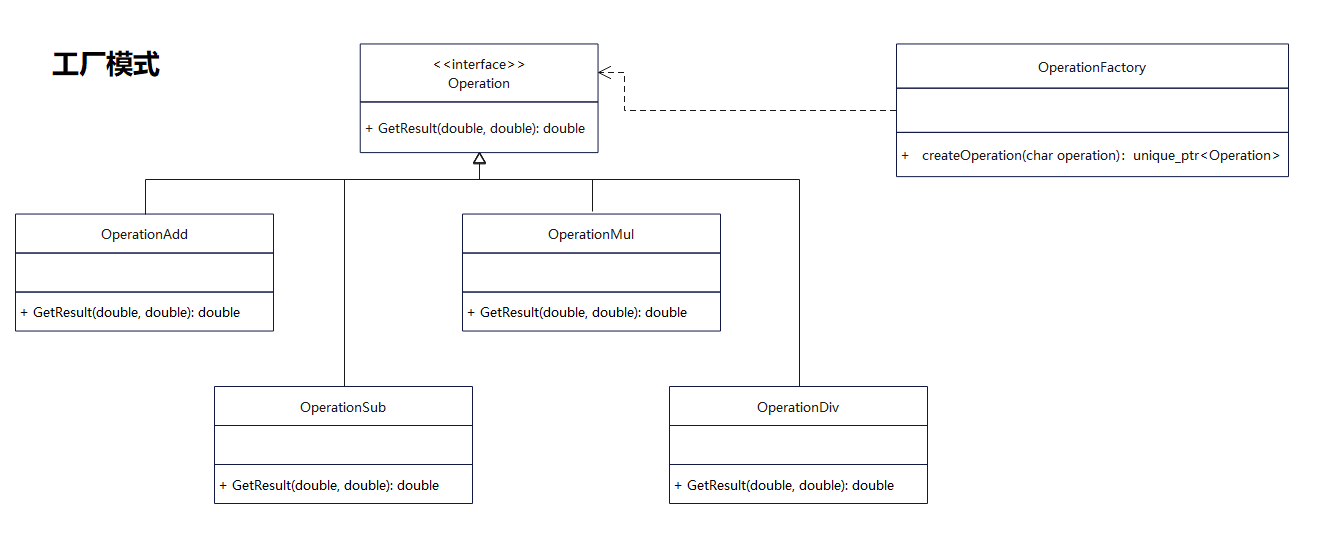 工厂模式
<<interface>>
Operation
+ GetResult(double, double): double
OperationFactory
+ createOperation(char operation)：unique_ptr<Operation>
OperationAdd
+ GetResult(double, double): double
OperationMul
+ GetResult(double, double): double
OperationSub
+ GetResult(double, double): double
OperationDiv
+ GetResult(double, double): double